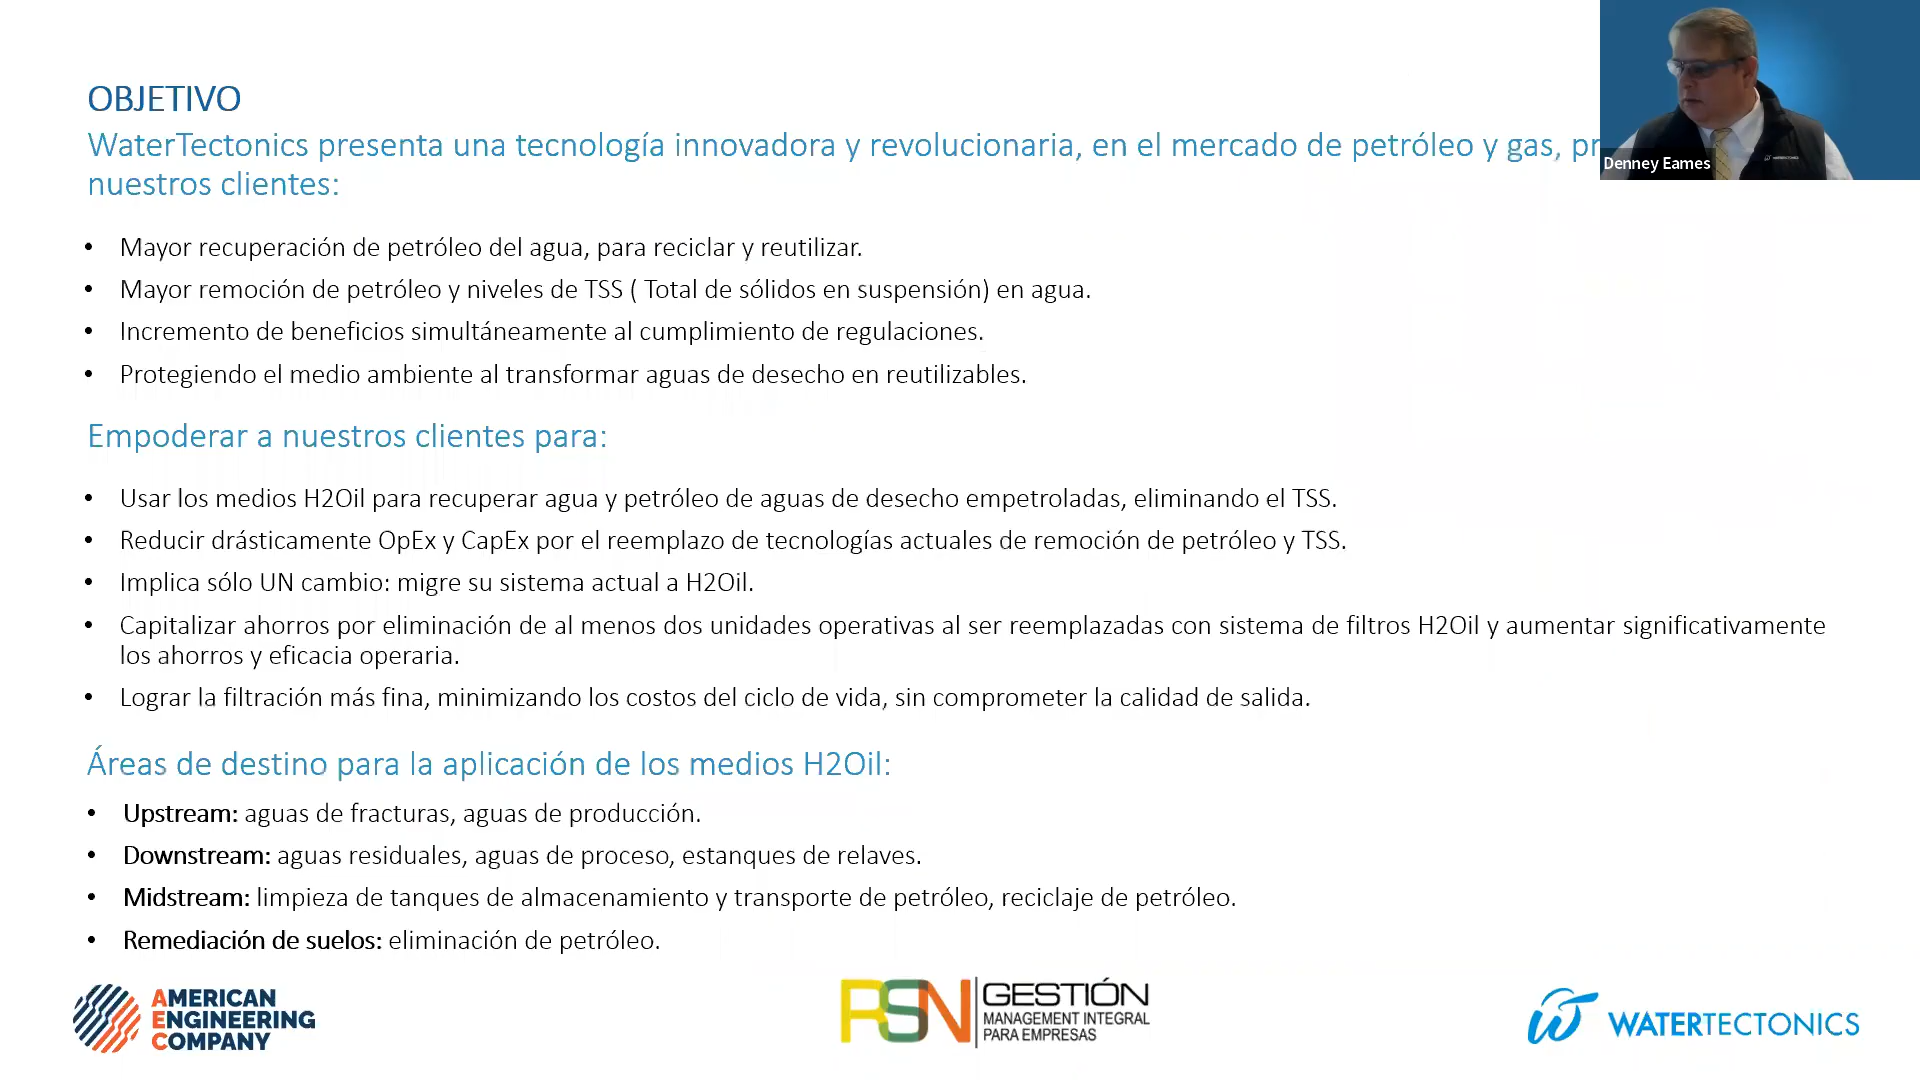 OBJETIVO
WaterTectonics presenta una tecnología innovadora y revolucionaria, en el mercado de petróleo y gas,
nuestros clientes:
Denney Eames
• Mayor recuperación de petróleo del agua, para reciclar y reutilizar.
• Mayor remoción de petróleo y niveles de TSS ( Total de sólidos en suspensión) en agua.
• Incremento de beneficios simultáneamente al cumplimiento de regulaciones.
• Protegiendo el medio ambiente al transformar aguas de desecho en reutilizables.
Empoderar a nuestros clientes para:
• Usar los medios H2Oil para recuperar agua y petróleo de aguas de desecho empetroladas, eliminando el TSS.
• Reducir drásticamente OpEx y CapEx por el reemplazo de tecnologías actuales de remoción de petróleo y TSS.
• Implica sólo UN cambio: migre su sistema actual a H2Oil.
• Capitalizar ahorros por eliminación de al menos dos unidades operativas al ser reemplazadas con sistema de filtros H2Oil y aumentar significativamente
los ahorros y eficacia operaria.
• Lograr la filtración más fina, minimizando los costos del ciclo de vida, sin comprometer la calidad de salida.
Áreas de destino para la aplicación de los medios H2Oil:
• Upstream: aguas de fracturas, aguas de producción.
• Downstream: aguas residuales, aguas de proceso, estanques de relaves.
• Midstream: limpieza de tanques de almacenamiento y transporte de petróleo, reciclaje de petróleo.
• Remediación de suelos: eliminación de petróleo.
AMERICAN
ENGINEERING
COMPANY
RSN GESTIÓN
MANAGEMENT INTEGRAL
PARA EMPRESAS
WATERTECTONICS